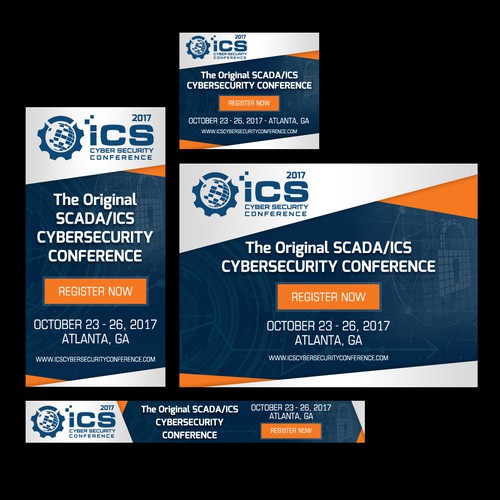 2017
iCS
CYBER SECURITY
CONFERENCE
The Original SCADA/ICS
CYBERSECURITY CONFERENCE
REGISTER NOW
OCTOBER 23 - 26, 2017 - ATLANTA, GA
WWW.ICSCYBERSECURITYCONFERENCE.COM
2017
iCS
CYBER SECURITY
CONFERENCE
The Original
SCADA/ICS
CYBERSECURITY
CONFERENCE
REGISTER NOW
OCTOBER 23 - 26, 2017
ATLANTA, GA
WWW.ICSCYBERSECURITYCONFERENCE.COM
2017
iCS
CYBER SECURITY
CONFERENCE
The Original SCADA/ICS
CYBERSECURITY CONFERENCE
REGISTER NOW
OCTOBER 23 - 26, 2017
ATLANTA, GA
WWW.ICSCYBERSECURITYCONFERENCE.COM
2017
iCS
CYBER SECURITY
CONFERENCE
The Original SCADA/ICS
CYBERSECURITY
CONFERENCE
OCTOBER 23 - 26, 2017
ATLANTA, GA
REGISTER NOW